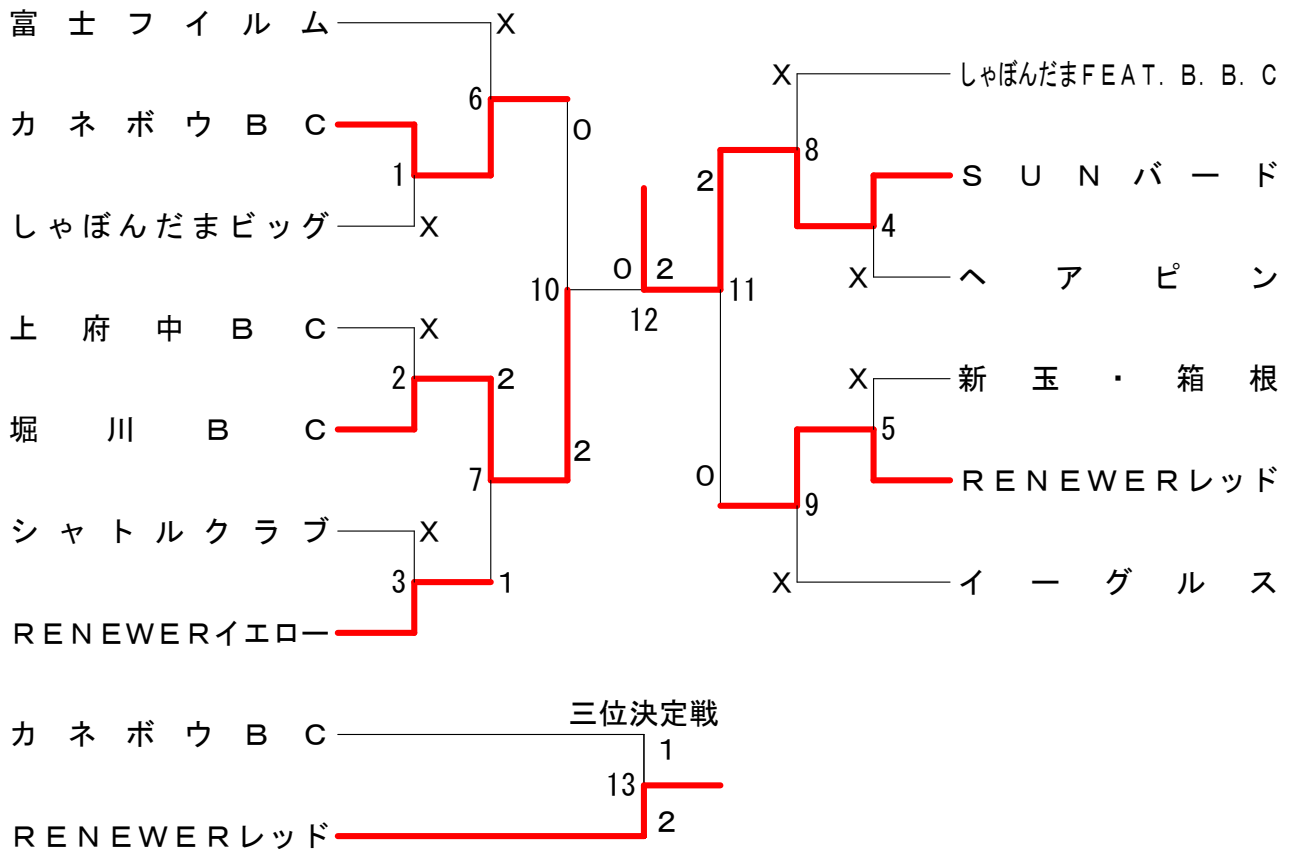 富士フイルム
X
カネボウBC
6
0
1
しゃぼんだまビッグ
X
上府中BC
X
2
2
堀川BC
10
2
7
シャトルクラブ
X
3
1
RENEWERイエロー
X
しゃぼんだまFEAT. B. B. C
8
2
SUNバード
4
X
ヘアピン
0
2
11
12
X
新玉・箱根
5
RENEWERレッド
0
9
X
イーグルス
三位決定戦
カネボウBC
1
13
RENEWERレッド
2